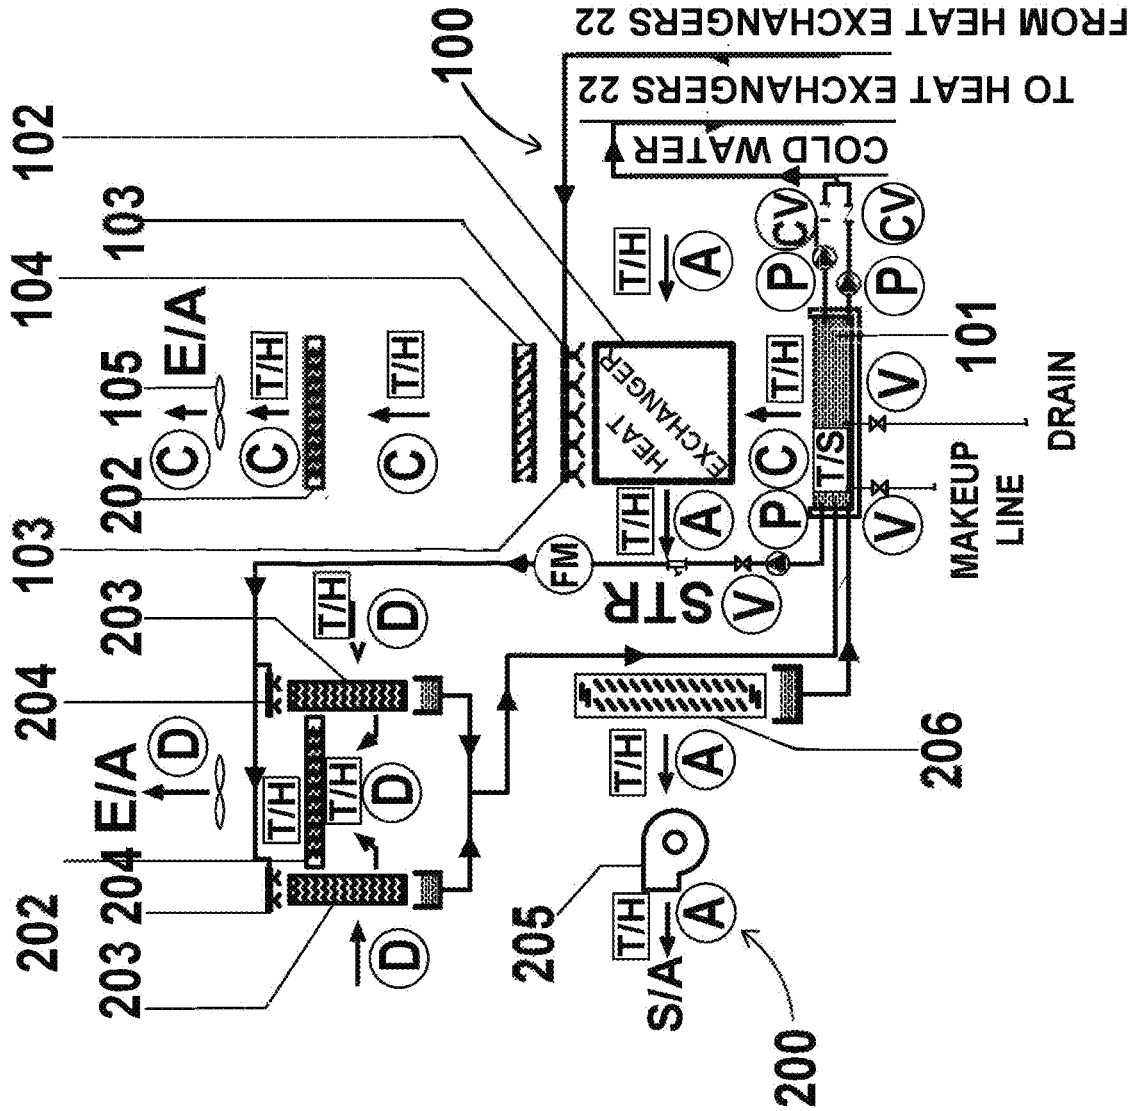 FROM HEAT EXCHANGERS 22
TO HEAT EXCHANGERS 22
COLD WATER
100
102
103
104
105
E/A
202
103
203
204
E/A
202
204
203
C
T/H
C
T/H
C
T/H
T/H
A
HEAT
EXCHANGER
T/H
A
T/H
C
CV
CV
P
P
101
T/S
V
DRAIN
V
MAKEUP
LINE
P
V
STR
FM
T/H
D
D
T/H
T/H
D
D
206
T/H
A
205
T/H
A
S/A
200